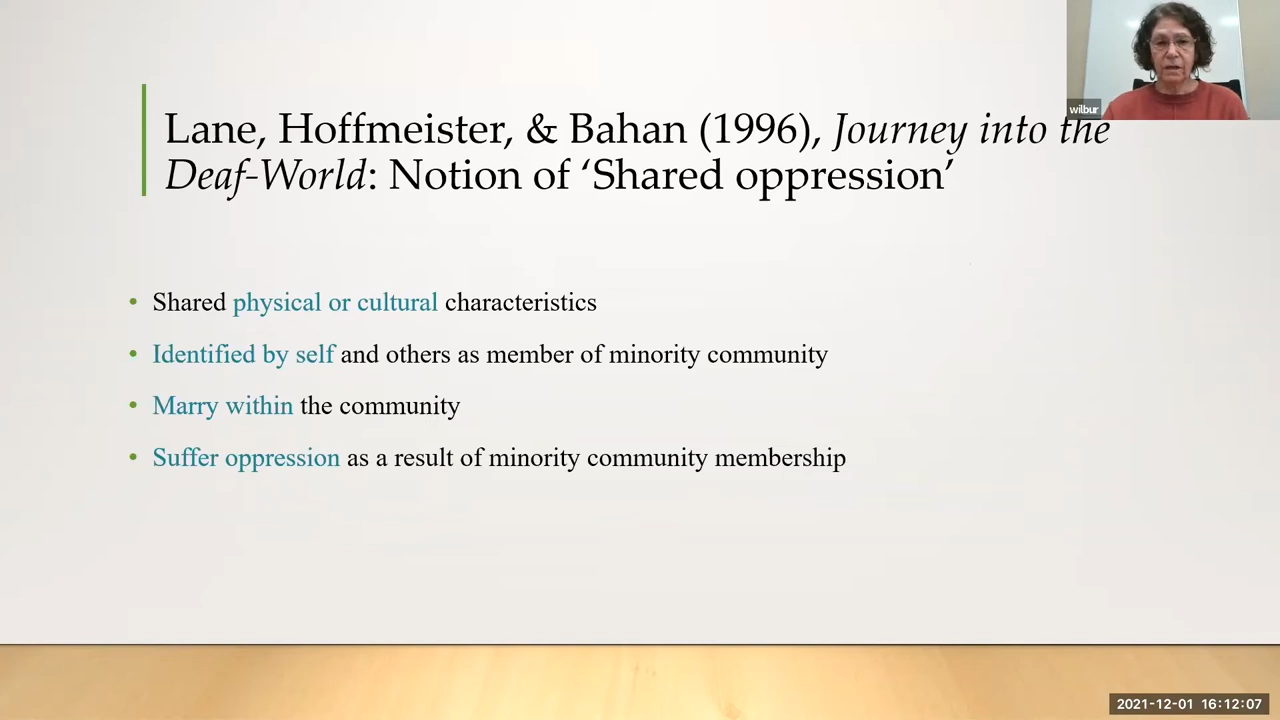 wilbur
Lane, Hoffmeister, & Bahan (1996), Journey into the
Deaf-World: Notion of ‘Shared oppression’
• Shared physical or cultural characteristics
• Identified by self and others as member of minority community
• Marry within the community
• Suffer oppression as a result of minority community membership
2021-12-01 16:12:07